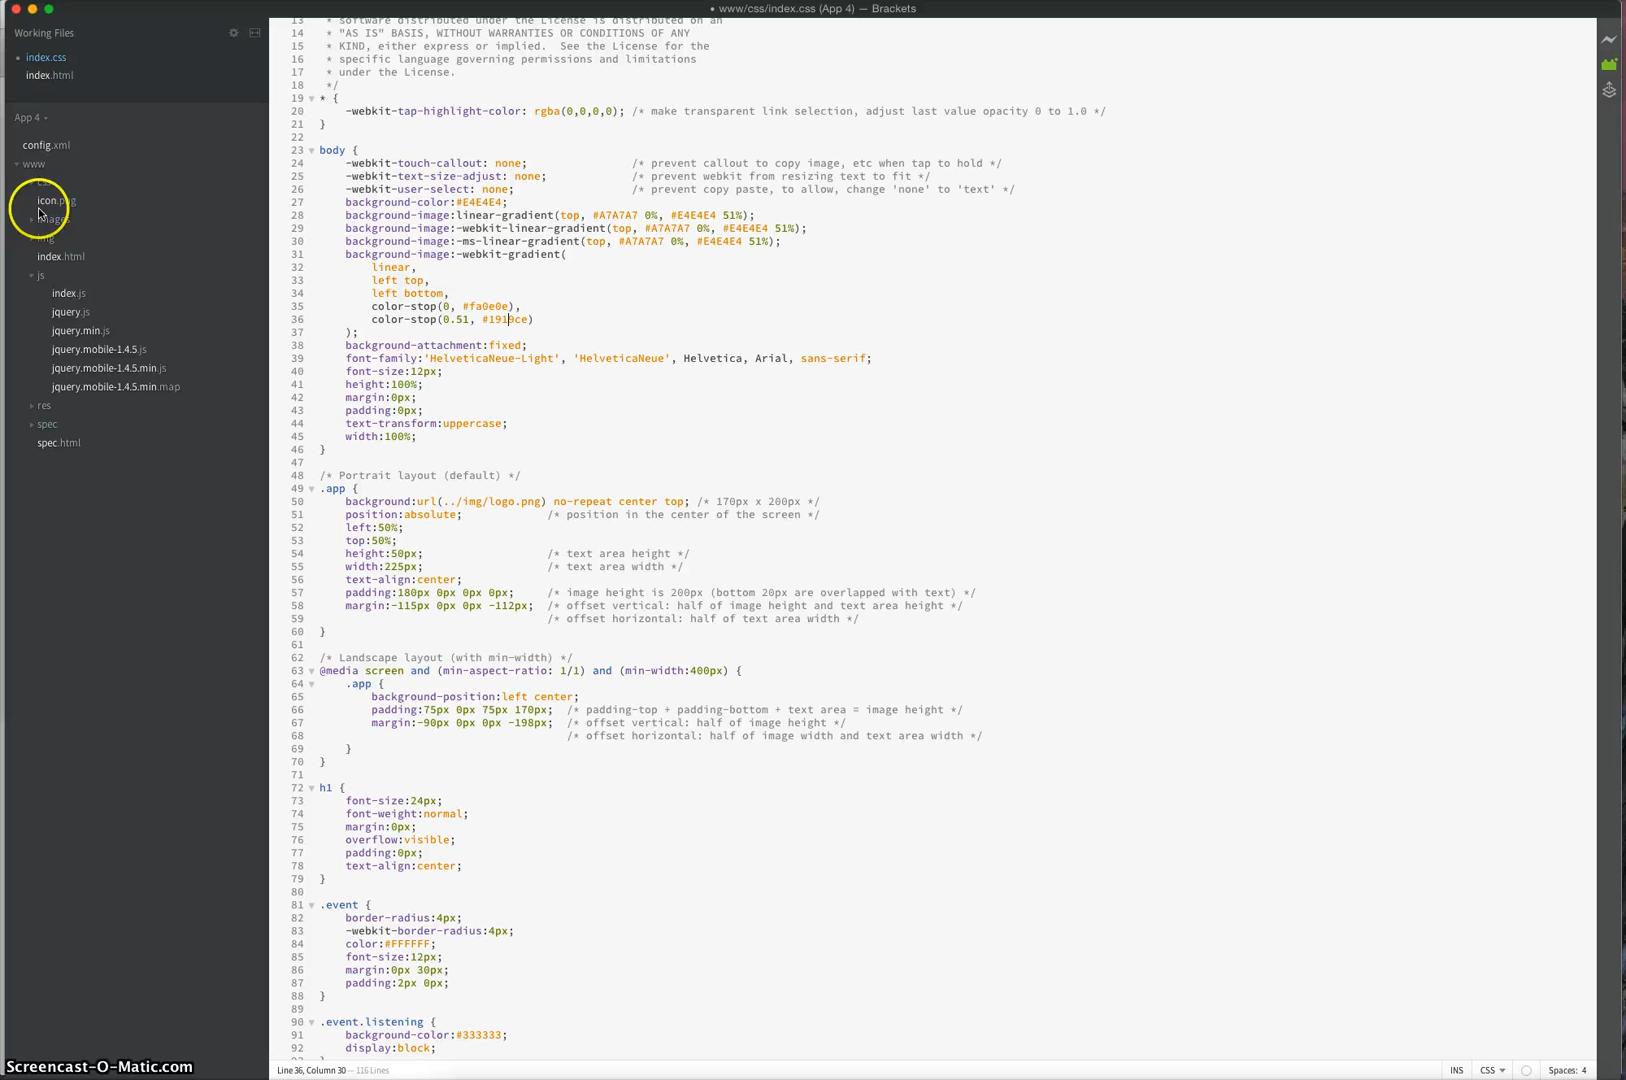 • www/css/index.css (App 4) — Brackets
Working Files
• index.css
index.html
App 4
config.xml
www
css
icon.png
images
img
index.html
js
index.js
jquery.js
jquery.min.js
jquery.mobile-1.4.5.js
jquery.mobile-1.4.5.min.js
jquery.mobile-1.4.5.min.map
res
spec
spec.html
13 * software distributed under the License is distributed on an
14 * "AS IS" BASIS, WITHOUT WARRANTIES OR CONDITIONS OF ANY
15 * KIND, either express or implied.  See the License for the
16 * specific language governing permissions and limitations
17 * under the License.
18 */
19 * {
20 -webkit-tap-highlight-color: rgba(0,0,0,0); /* make transparent link selection, adjust last value opacity 0 to 1.0 */
21 }
22
23 body {
24 -webkit-touch-callout: none; /* prevent callout to copy image, etc when tap to hold */
25 -webkit-text-size-adjust: none; /* prevent webkit from resizing text to fit */
26 -webkit-user-select: none; /* prevent copy paste, to allow, change 'none' to 'text' */
27 background-color:#E4E4E4;
28 background-image:linear-gradient(top, #A7A7A7 0%, #E4E4E4 51%);
29 background-image:-webkit-linear-gradient(top, #A7A7A7 0%, #E4E4E4 51%);
30 background-image:-ms-linear-gradient(top, #A7A7A7 0%, #E4E4E4 51%);
31 background-image:-webkit-gradient(
32 linear,
33 left top,
34 left bottom,
35 color-stop(0, #fa0e0e),
36 color-stop(0.51, #1919ce)
37 );
38 background-attachment:fixed;
39 font-family:'HelveticaNeue-Light', 'HelveticaNeue', Helvetica, Arial, sans-serif;
40 font-size:12px;
41 height:100%;
42 margin:0px;
43 padding:0px;
44 text-transform:uppercase;
45 width:100%;
46 }
47
48 /* Portrait layout (default) */
49 .app {
50 background:url(../img/logo.png) no-repeat center top; /* 170px x 200px */
51 position:absolute; /* position in the center of the screen */
52 left:50%;
53 top:50%;
54 height:50px; /* text area height */
55 width:225px; /* text area width */
56 text-align:center;
57 padding:180px 0px 0px 0px; /* image height is 200px (bottom 20px are overlapped with text) */
58 margin:-115px 0px 0px -112px; /* offset vertical: half of image height and text area height */
59 /* offset horizontal: half of text area width */
60 }
61
62 /* Landscape layout (with min-width) */
63 @media screen and (min-aspect-ratio: 1/1) and (min-width:400px) {
64 .app {
65 background-position:left center;
66 padding:75px 0px 75px 170px; /* padding-top + padding-bottom + text area = image height */
67 margin:-90px 0px 0px -198px; /* offset vertical: half of image height */
68 /* offset horizontal: half of image width and text area width */
69 }
70 }
71
72 h1 {
73 font-size:24px;
74 font-weight:normal;
75 margin:0px;
76 overflow:visible;
77 padding:0px;
78 text-align:center;
79 }
80
81 .event {
82 border-radius:4px;
83 -webkit-border-radius:4px;
84 color:#FFFFFF;
85 font-size:12px;
86 margin:0px 30px;
87 padding:2px 0px;
88 }
89
90 .event.listening {
91 background-color:#333333;
92 display:block;
Line 36, Column 30 — 116 Lines
INS
CSS
Spaces: 4
Screencast-O-Matic.com